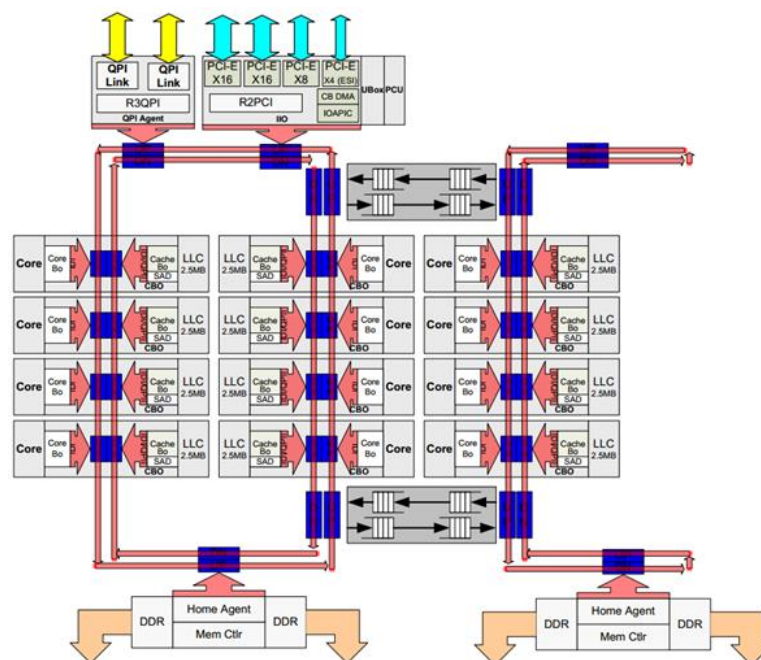 QPI Link
QPI Link
R3QPI
QPI Agent
PCI-E X16
PCI-E X16
PCI-E X8
PCI-E X4 (ESI)
CB DMA
IOAPIC
R2PCI
IIO
UBox
PCU
Core
Core Bo
Cache Bo
SAD
CBO
LLC
2.5MB
LLC
2.5MB
Cache Bo
SAD
CBO
Core Bo
Core
Core
Core Bo
Cache Bo
SAD
CBO
LLC
2.5MB
Core
Core Bo
Cache Bo
SAD
CBO
LLC
2.5MB
LLC
2.5MB
Cache Bo
SAD
CBO
Core Bo
Core
Core
Core Bo
Cache Bo
SAD
CBO
LLC
2.5MB
Core
Core Bo
Cache Bo
SAD
CBO
LLC
2.5MB
LLC
2.5MB
Cache Bo
SAD
CBO
Core Bo
Core
Core
Core Bo
Cache Bo
SAD
CBO
LLC
2.5MB
Core
Core Bo
Cache Bo
SAD
CBO
LLC
2.5MB
LLC
2.5MB
Cache Bo
SAD
CBO
Core Bo
Core
Core
Core Bo
Cache Bo
SAD
CBO
LLC
2.5MB
DDR
Home Agent
Mem Ctlr
DDR
DDR
Home Agent
Mem Ctlr
DDR